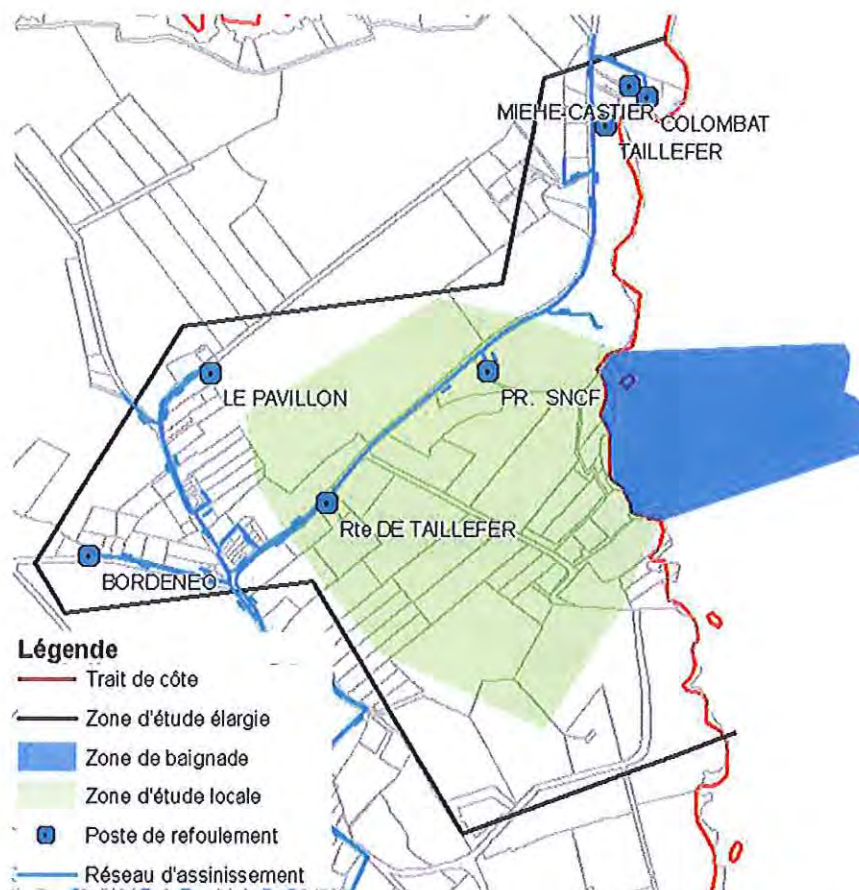 MIEHE-CASTIER
COLOMBAT
TAILLEFER
LE PAVILLON
PR. SNCF
Rte DE TAILLEFER
BORDENEO
Légende
Trait de côte
Zone d'étude élargie
Zone de baignade
Zone d'étude locale
Poste de refoulement
Réseau d'assinissement